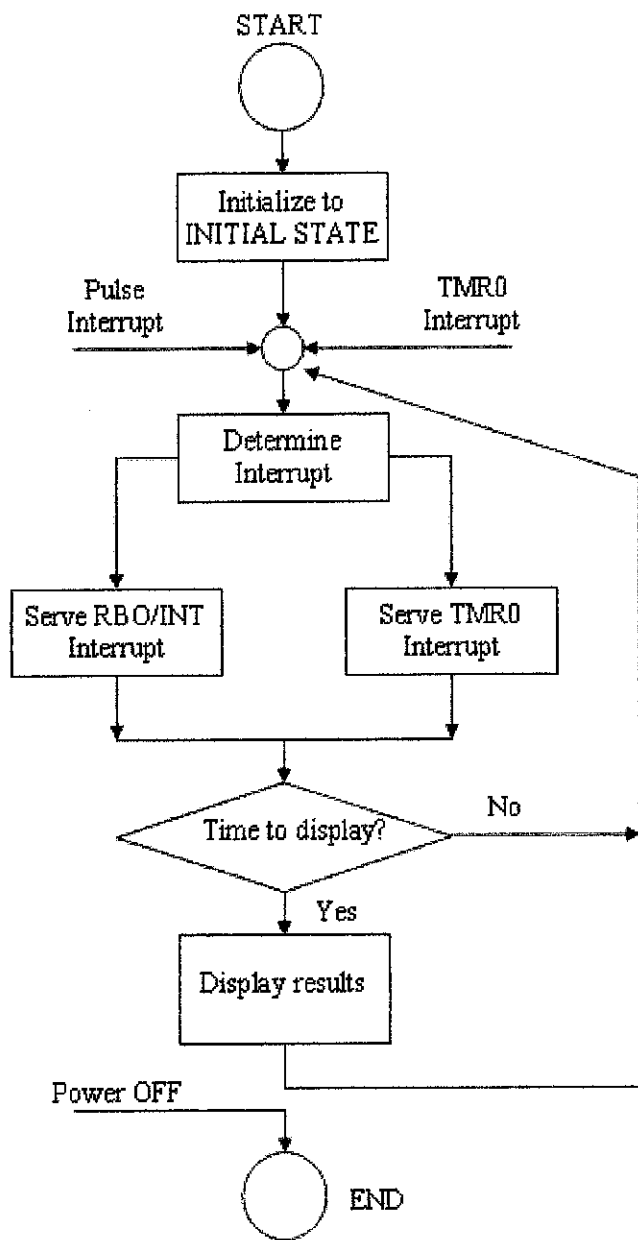 START
Initialize to
INITIAL STATE
Pulse
Interrupt
TMR0
Interrupt
Determine
Interrupt
Serve RBO/INT
Interrupt
Serve TMR0
Interrupt
Time to display?
No
Yes
Display results
Power OFF
END